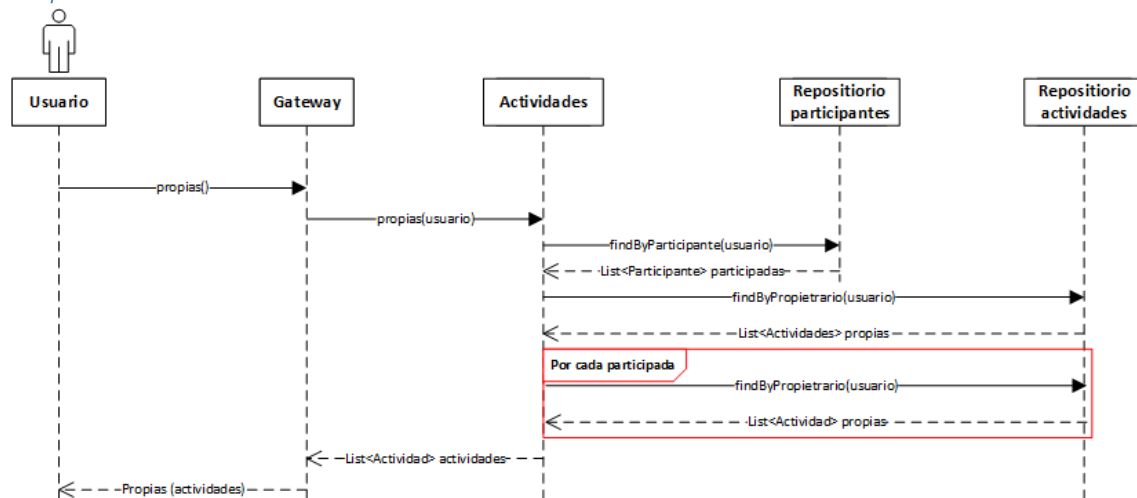 Usuario
Gateway
Actividades
Repositiorio
participantes
Repositiorio
actividades
propias()
propias(usuario)
findByParticipante(usuario)
List<Participante> participadas
findByPropietrario(usuario)
List<Actividades> propias
Por cada participada
findByPropietrario(usuario)
List<Actividad> propias
List<Actividad> actividades
Propias (actividades)